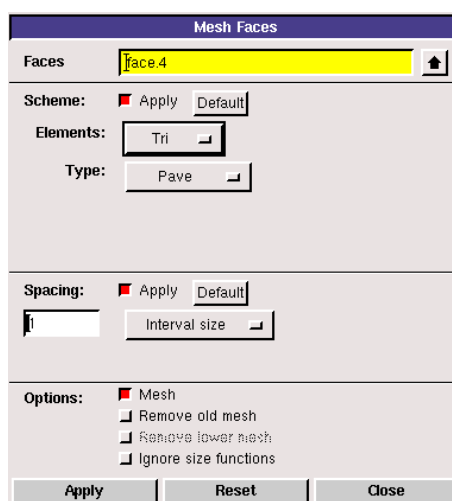 Mesh Faces
Faces face.4
Scheme: Apply Default
Elements: Tri
Type: Pave
Spacing: Apply Default
1 Interval size
Options: Mesh
Remove old mesh
Remove lower mesh
Ignore size functions
Apply Reset Close